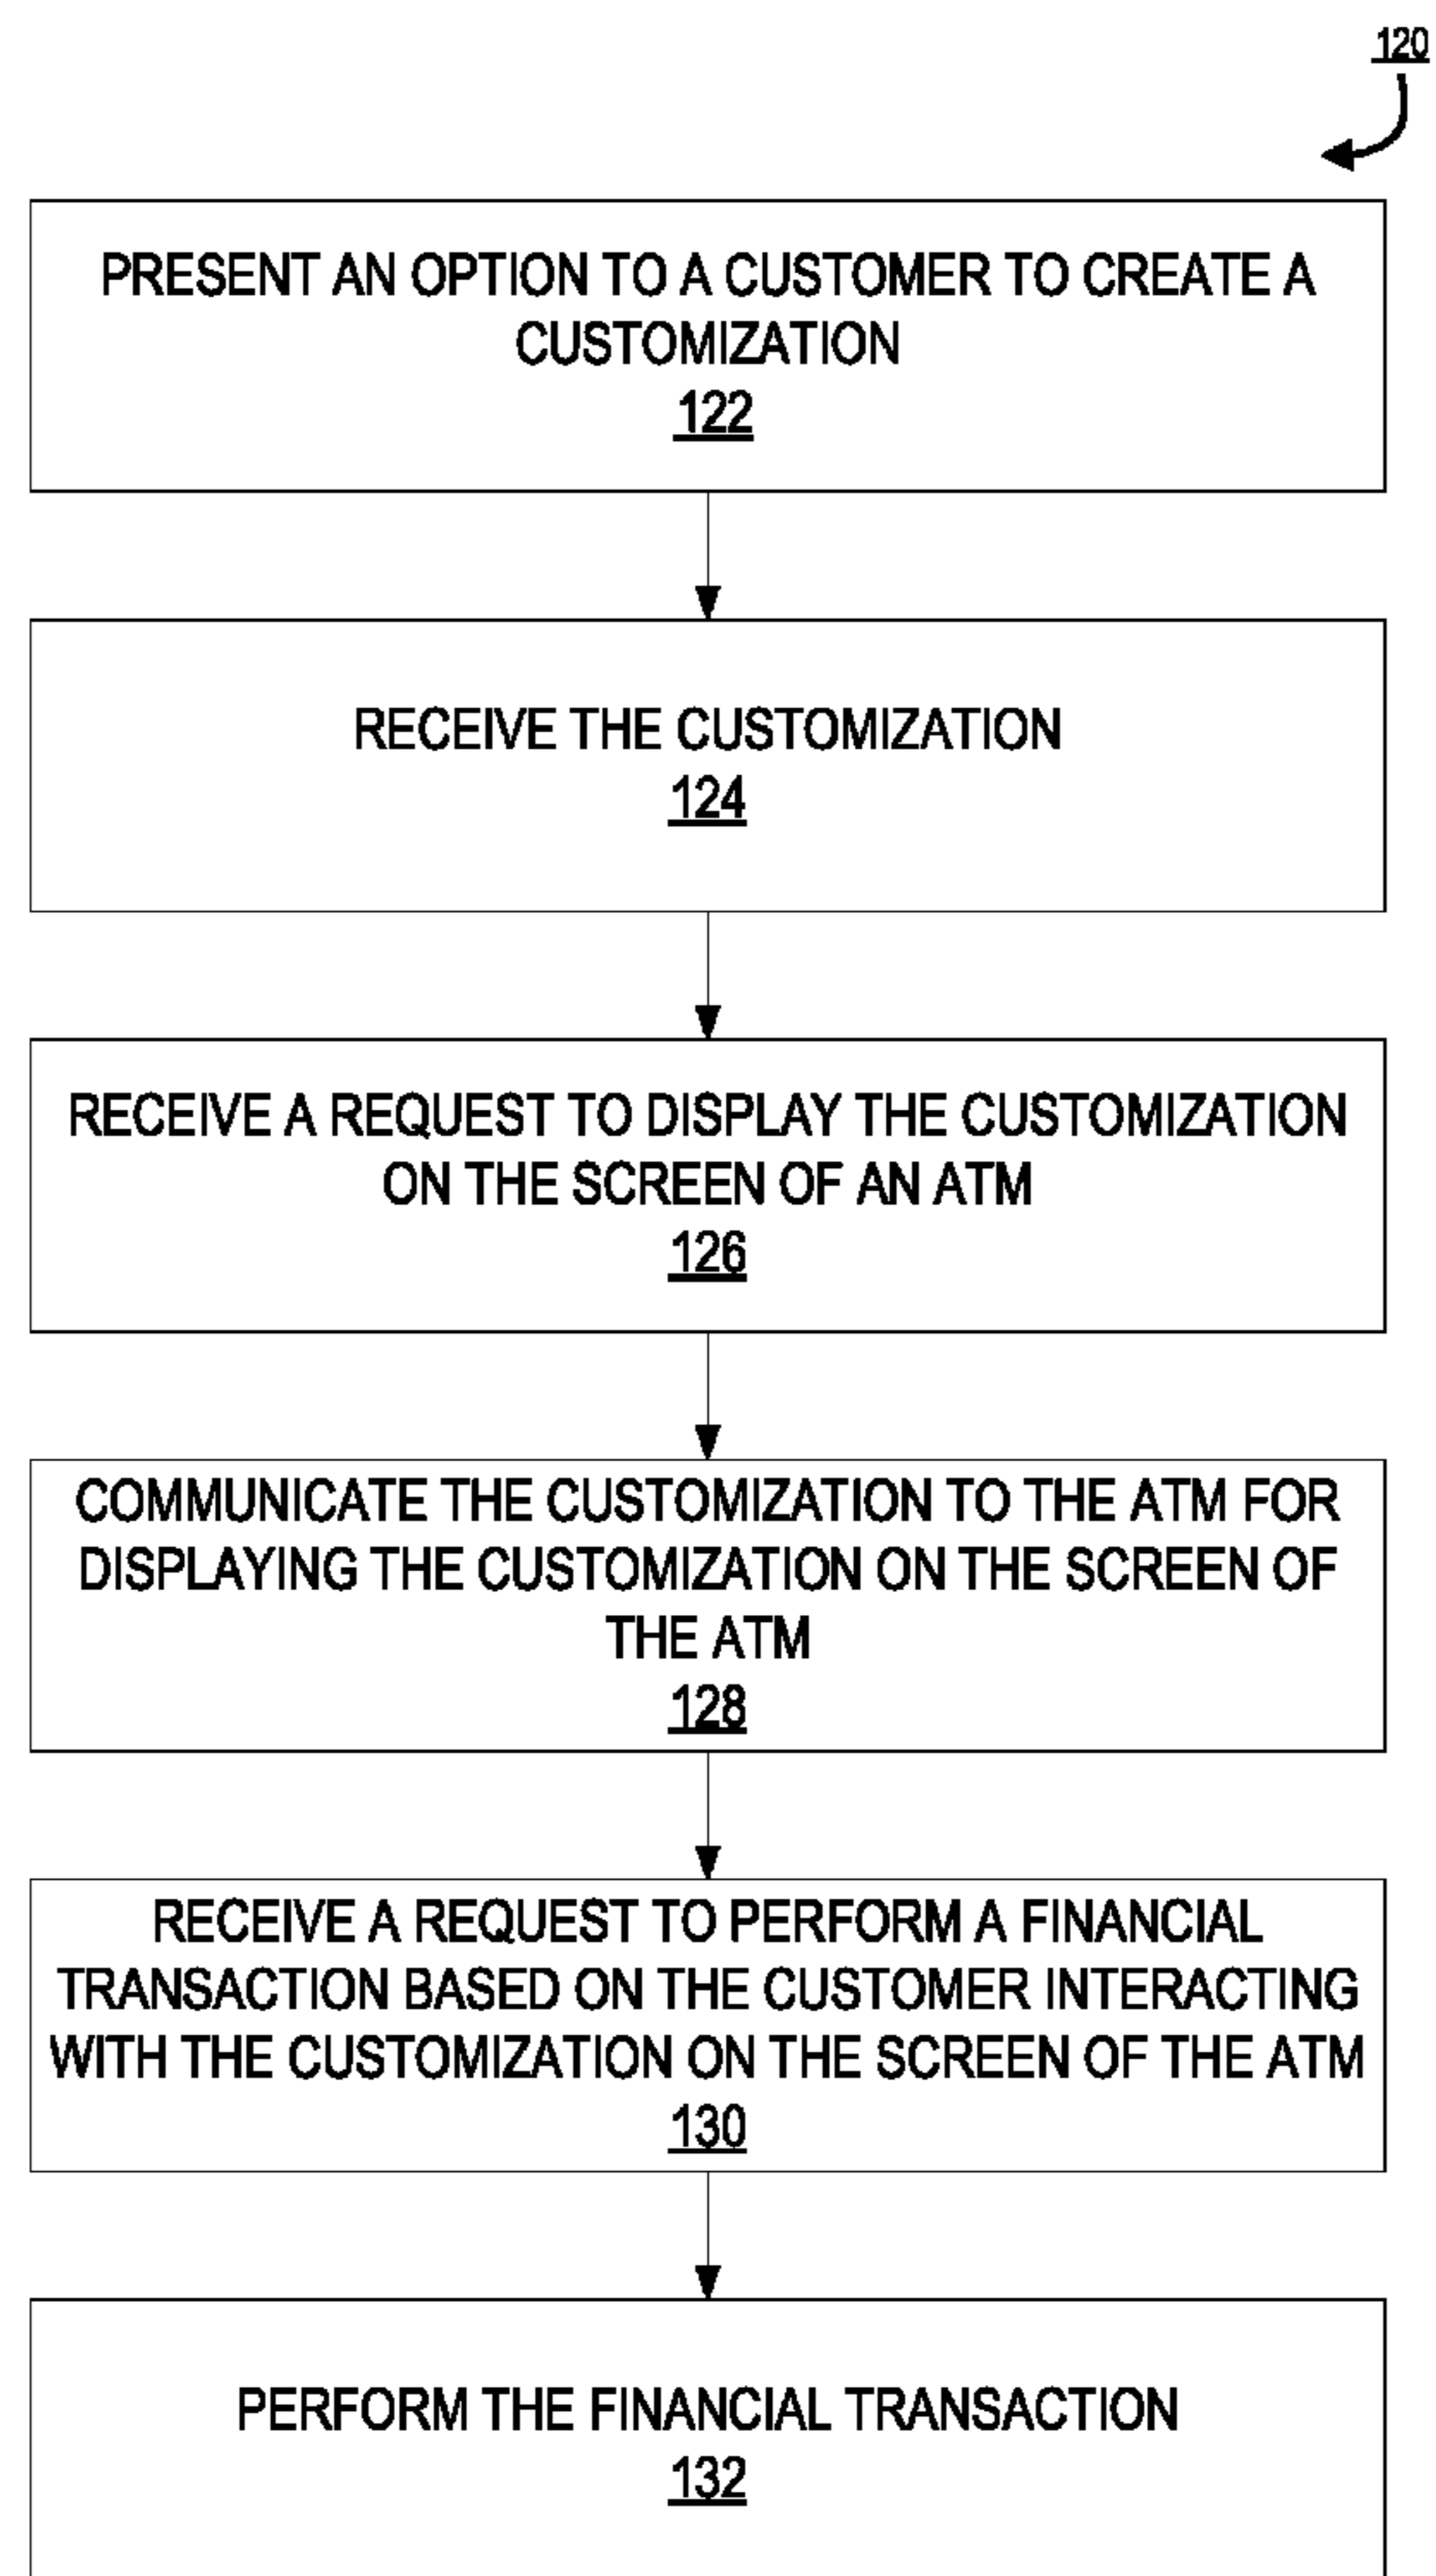 120
PRESENT AN OPTION TO A CUSTOMER TO CREATE A
CUSTOMIZATION
122
RECEIVE THE CUSTOMIZATION
124
RECEIVE A REQUEST TO DISPLAY THE CUSTOMIZATION
ON THE SCREEN OF AN ATM
126
COMMUNICATE THE CUSTOMIZATION TO THE ATM FOR
DISPLAYING THE CUSTOMIZATION ON THE SCREEN OF
THE ATM
128
RECEIVE A REQUEST TO PERFORM A FINANCIAL
TRANSACTION BASED ON THE CUSTOMER INTERACTING
WITH THE CUSTOMIZATION ON THE SCREEN OF THE ATM
130
PERFORM THE FINANCIAL TRANSACTION
132